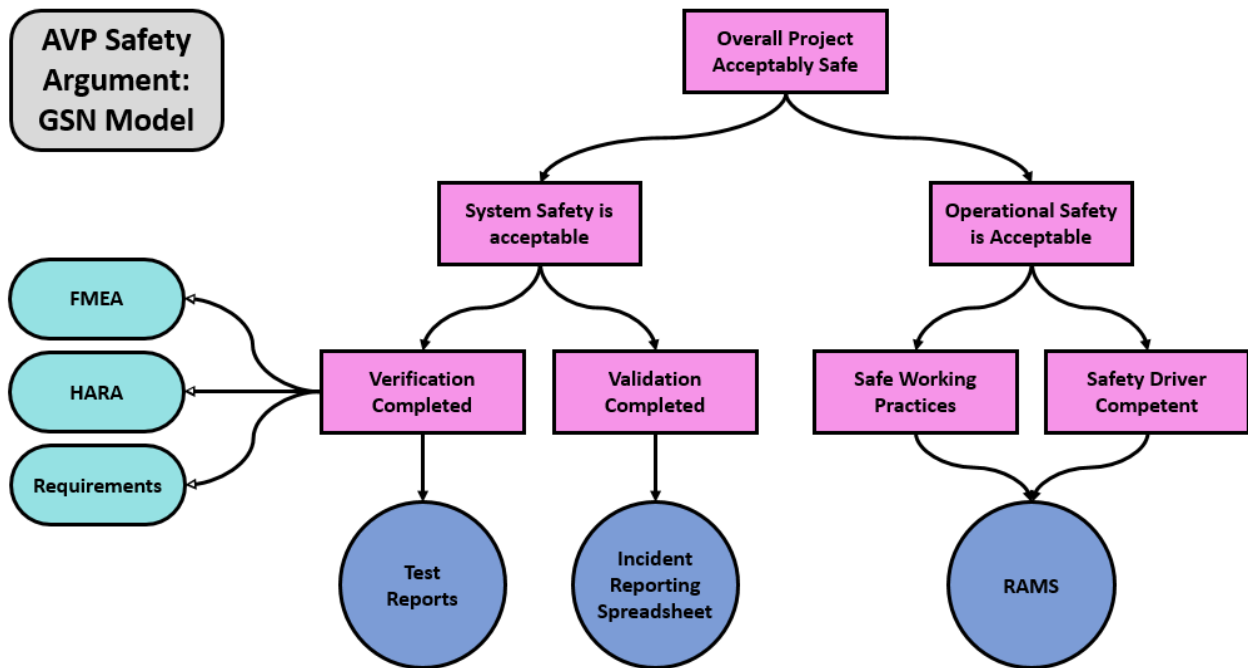 AVP Safety
Argument:
GSN Model
Overall Project
Acceptably Safe
System Safety is
acceptable
Operational Safety
is Acceptable
FMEA
HARA
Requirements
Verification
Completed
Validation
Completed
Safe Working
Practices
Safety Driver
Competent
Test
Reports
Incident
Reporting
Spreadsheet
RAMS